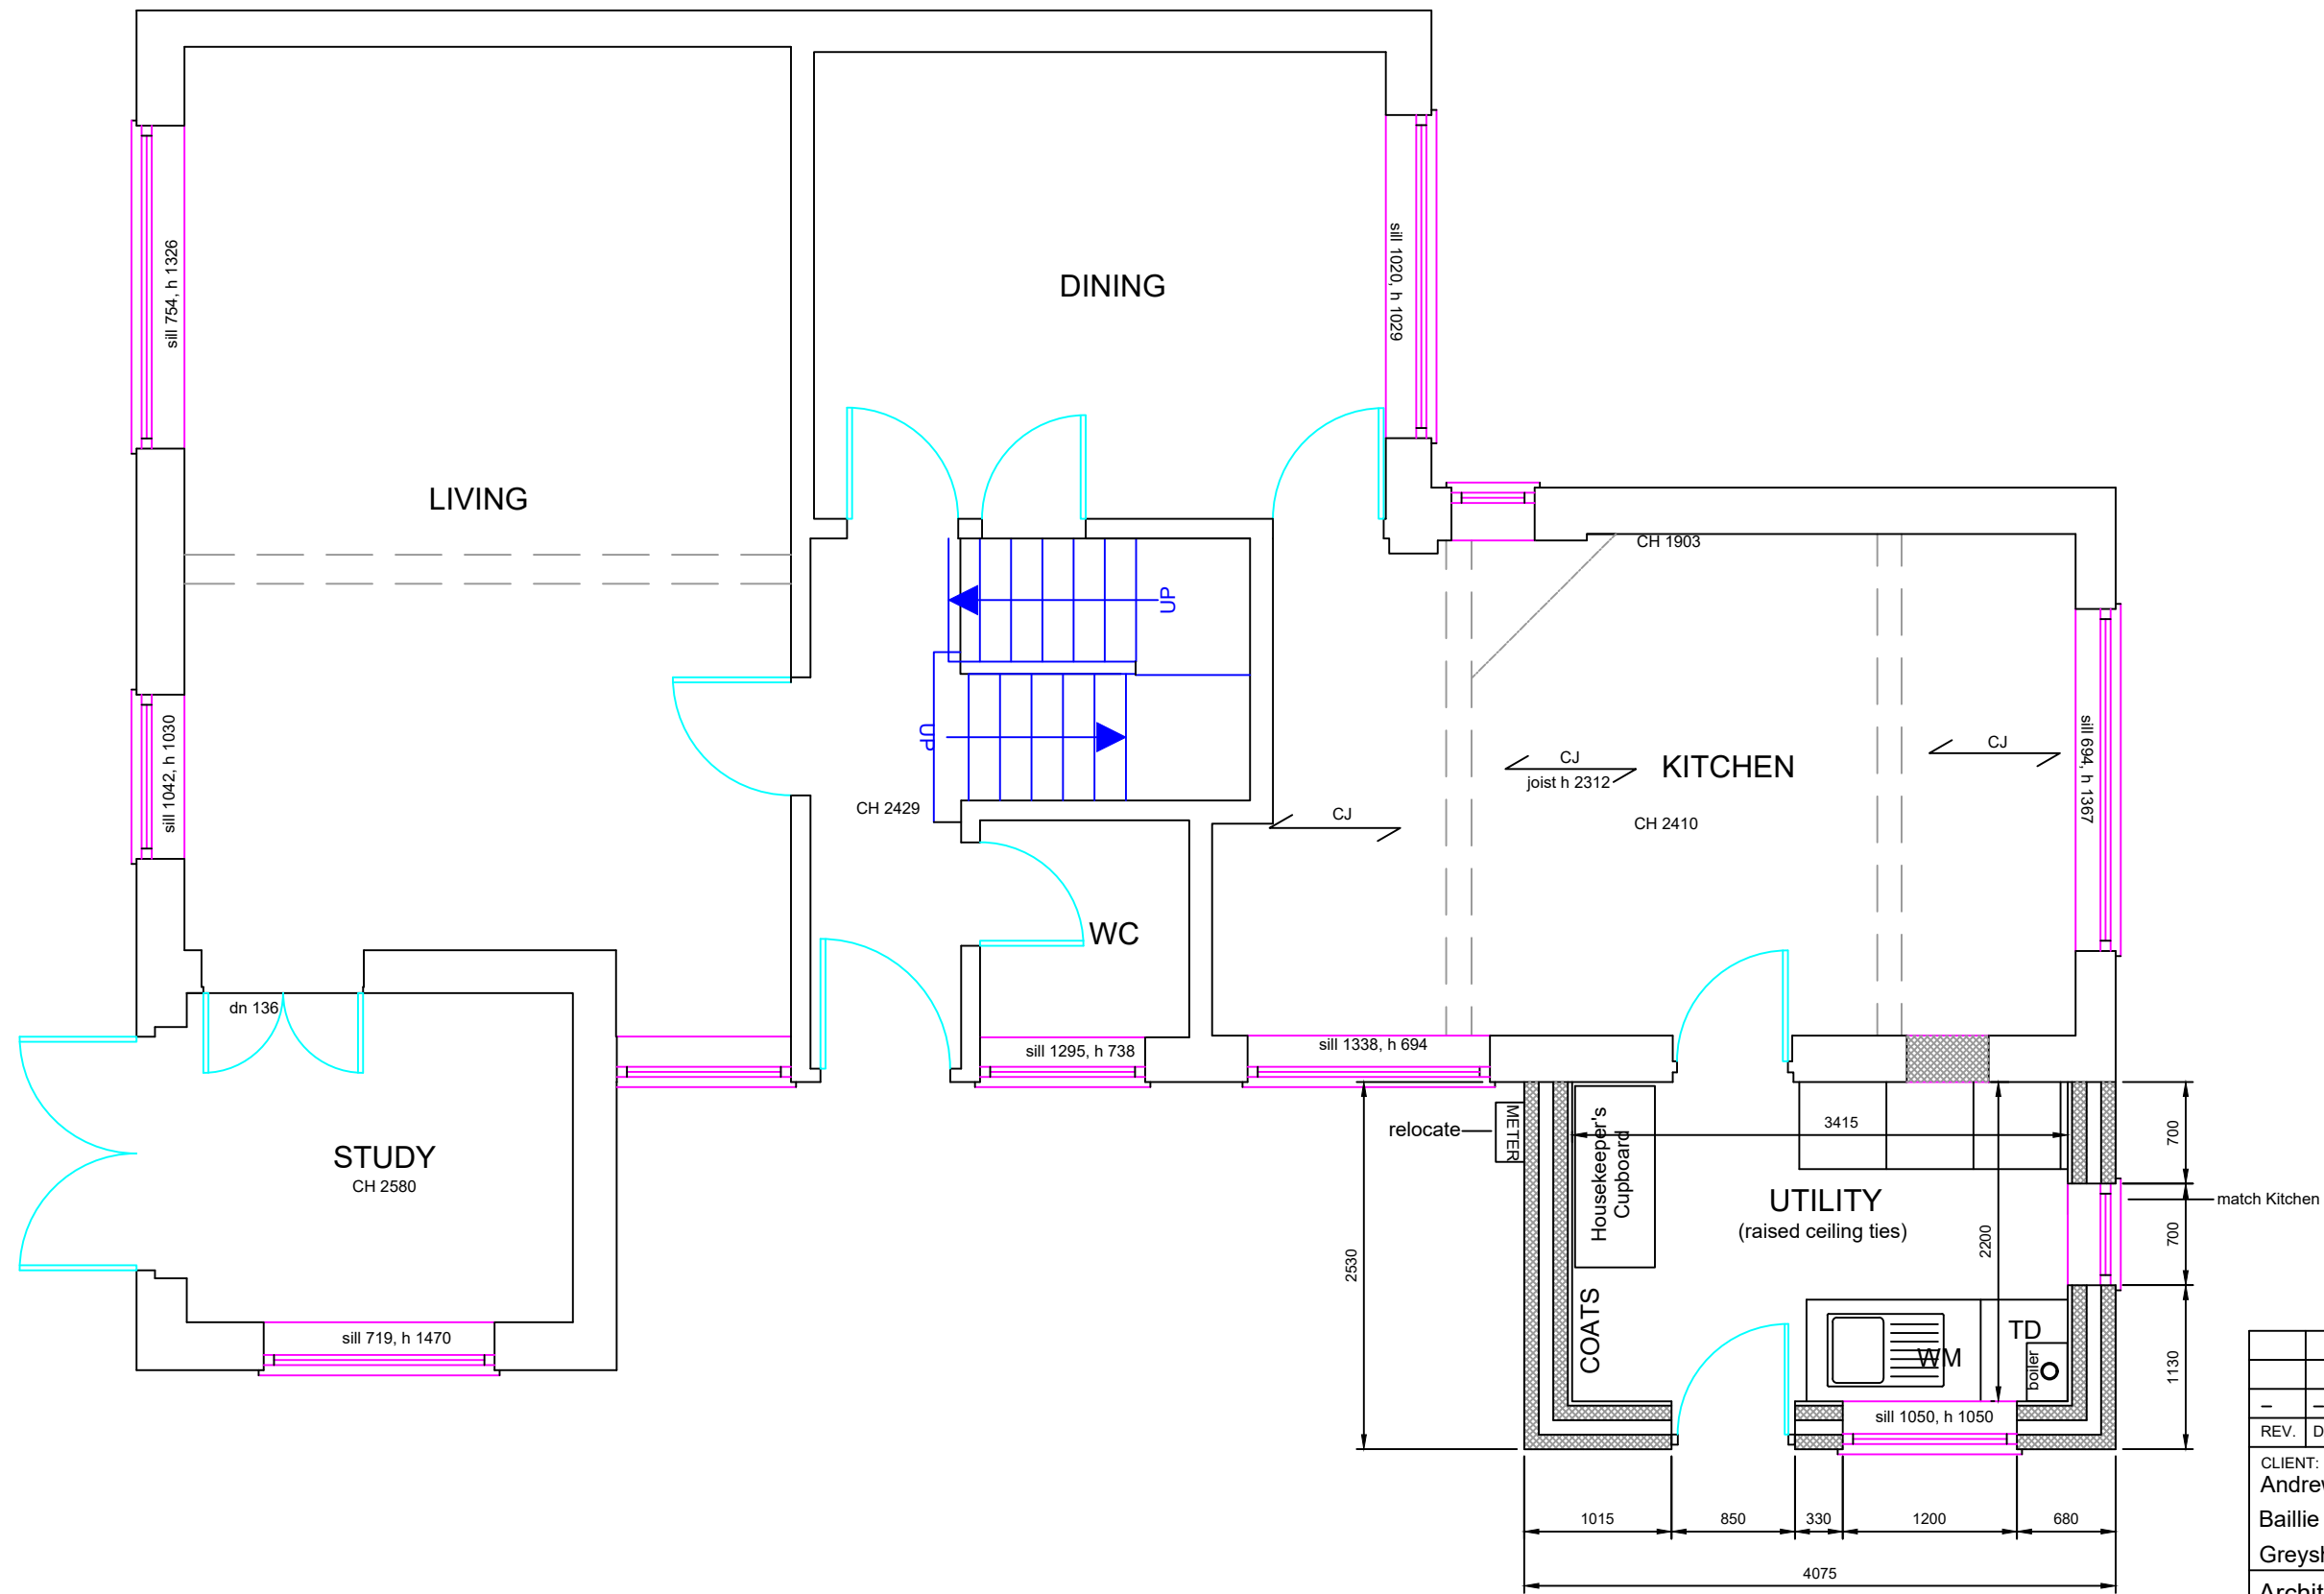 DINING
sill 754, h 1326
sill 1020, h 1029
LIVING
CH 1903
UP
UP
CJ
joist h 2312
KITCHEN
CJ
sill 694, h 1367
sill 1042, h 1030
CH 2429
CJ
CH 2410
WC
dn 136
sill 1295, h 738
sill 1338, h 694
relocate
METER
Housekeeper's
Cupboard
3415
700
STUDY
CH 2580
UTILITY
(raised ceiling ties)
match Kitchen
2530
2200
700
COATS
WM
TD
boiler
1130
sill 719, h 1470
sill 1050, h 1050
1015
850
330
1200
680
4075
– –
REV. D
CLIENT:
Andrew
Baillie
Greysh
Archit